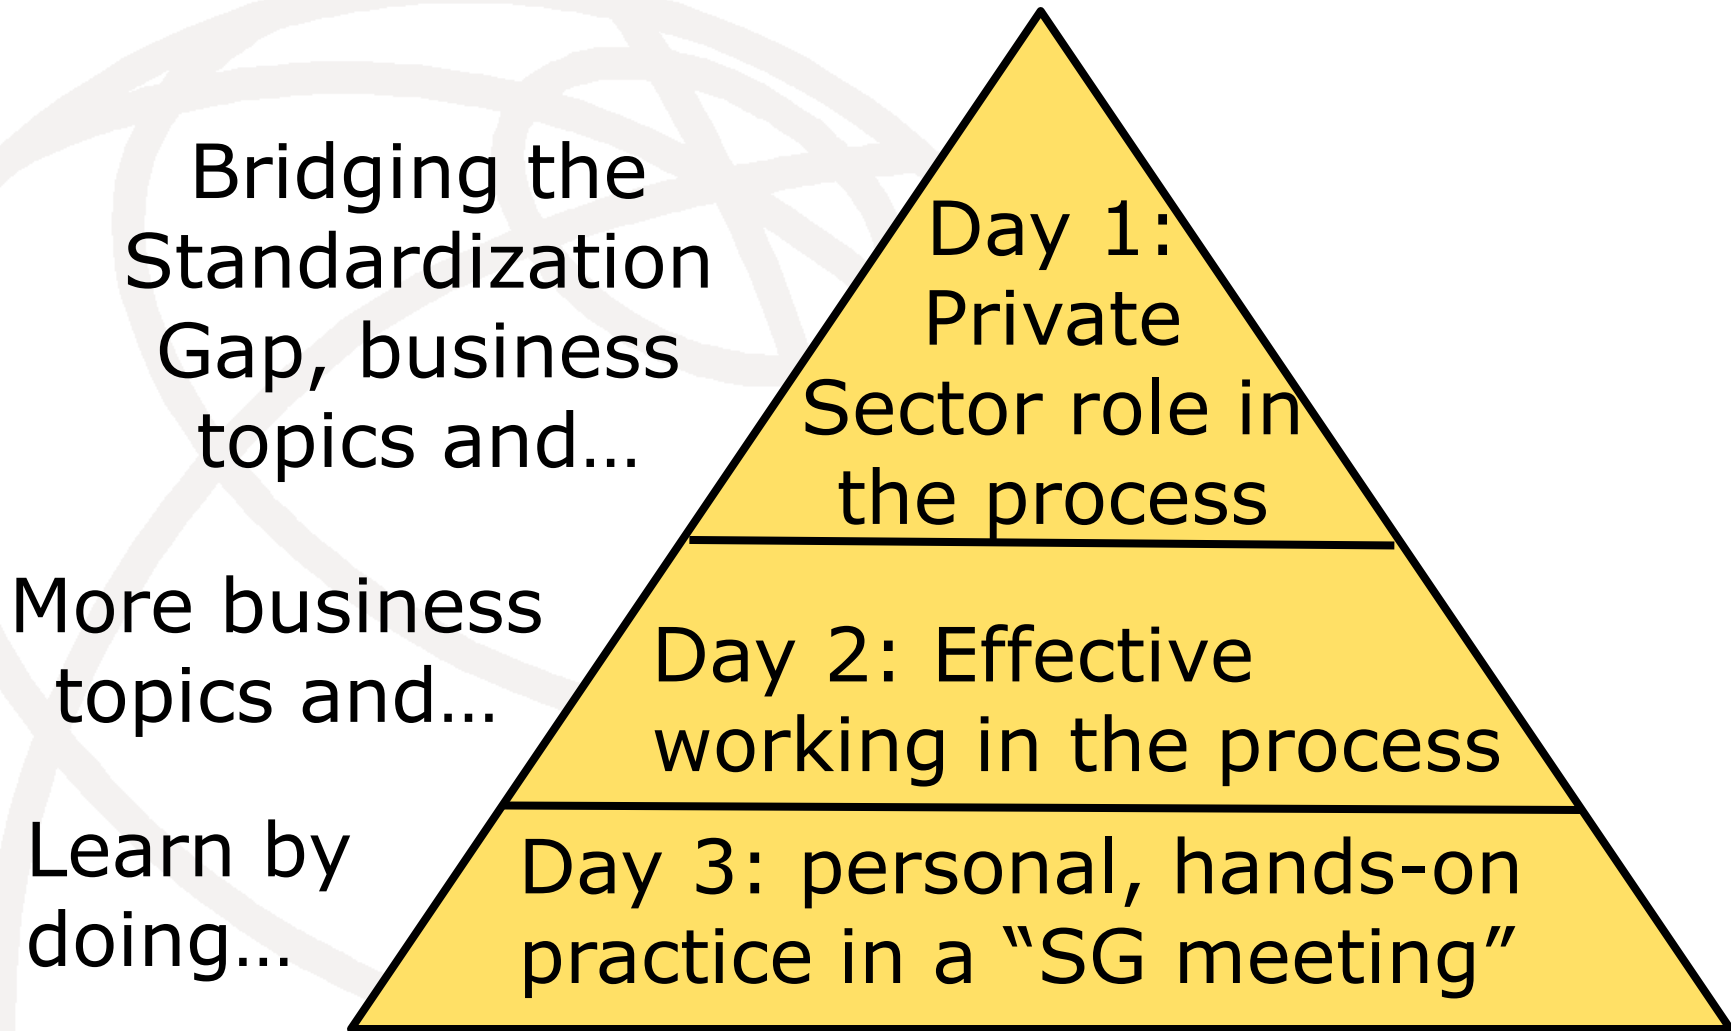 Bridging the
Standardization
Gap, business
topics and…
Day 1:
Private
Sector role in
the process
More business
topics and…
Day 2: Effective
working in the process
Learn by
doing…
Day 3: personal, hands-on
practice in a “SG meeting”